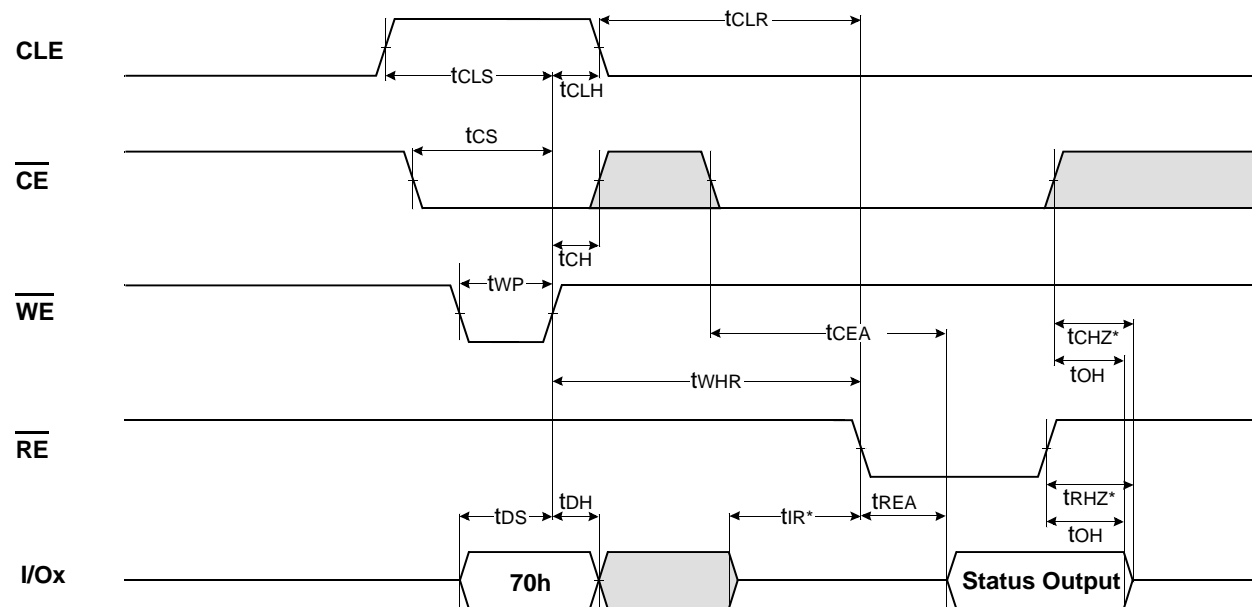 tCLR
CLE
tCLS
tCLH
tCS
CE
tCH
tWP
WE
tCEA
tCHZ*
tOH
tWHR
RE
tRHZ*
tDS
tDH
tIR*
tREA
tOH
I/Ox
70h
Status Output